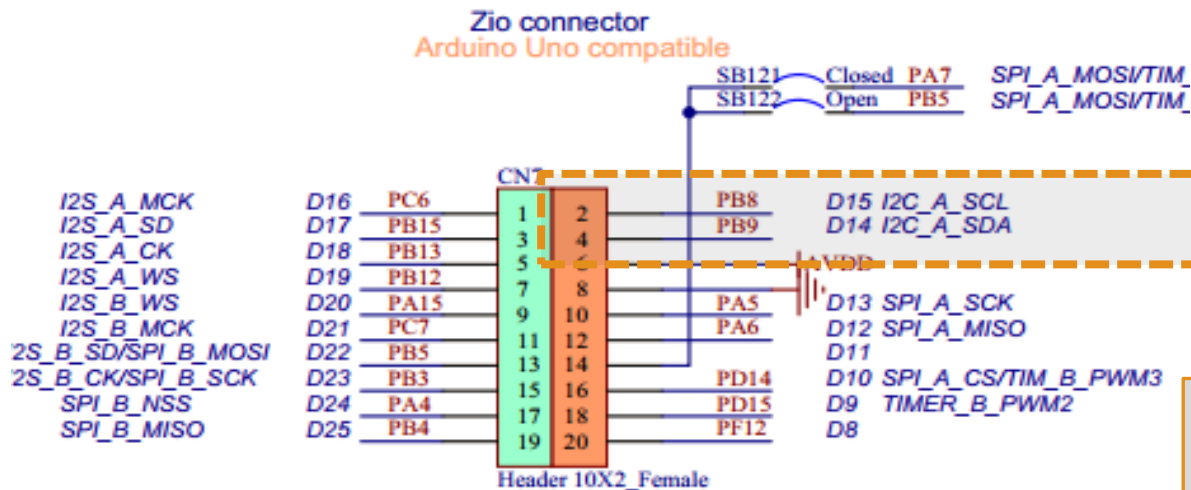 Zio connector
Arduino Uno compatible
SB121 Closed PA7 SPI_A_MOSI/TIM_
SB122 Open PB5 SPI_A_MOSI/TIM_
CN7
I2S_A_MCK D16 PC6 1 2 PB8 D15 I2C_A_SCL
I2S_A_SD D17 PB15 3 4 PB9 D14 I2C_A_SDA
I2S_A_CK D18 PB13 5 6 AVDD
I2S_A_WS D19 PB12 7 8
I2S_B_WS D20 PA15 9 10 PA5 D13 SPI_A_SCK
I2S_B_MCK D21 PC7 11 12 PA6 D12 SPI_A_MISO
2S_B_SD/SPI_B_MOSI D22 PB5 13 14 D11
2S_B_CK/SPI_B_SCK D23 PB3 15 16 PD14 D10 SPI_A_CS/TIM_B_PWM3
SPI_B_NSS D24 PA4 17 18 PD15 D9 TIMER_B_PWM2
SPI_B_MISO D25 PB4 19 20 PF12 D8
Header 10X2_Female